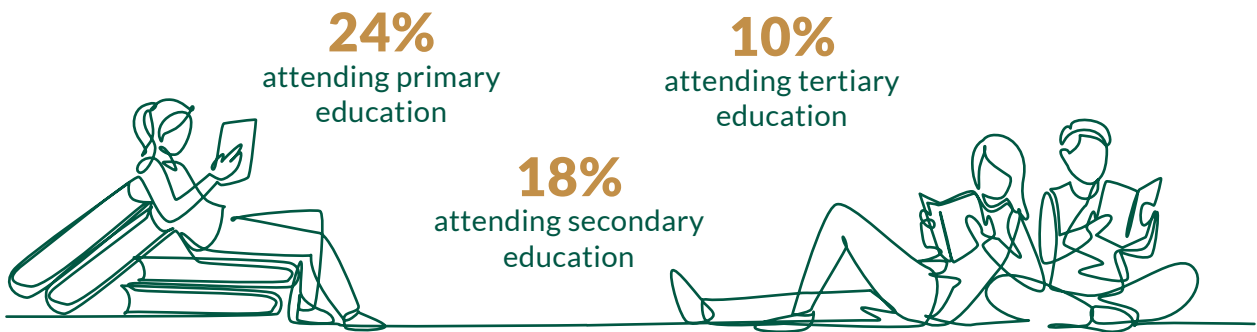 24%
attending primary
education
10%
attending tertiary
education
18%
attending secondary
education